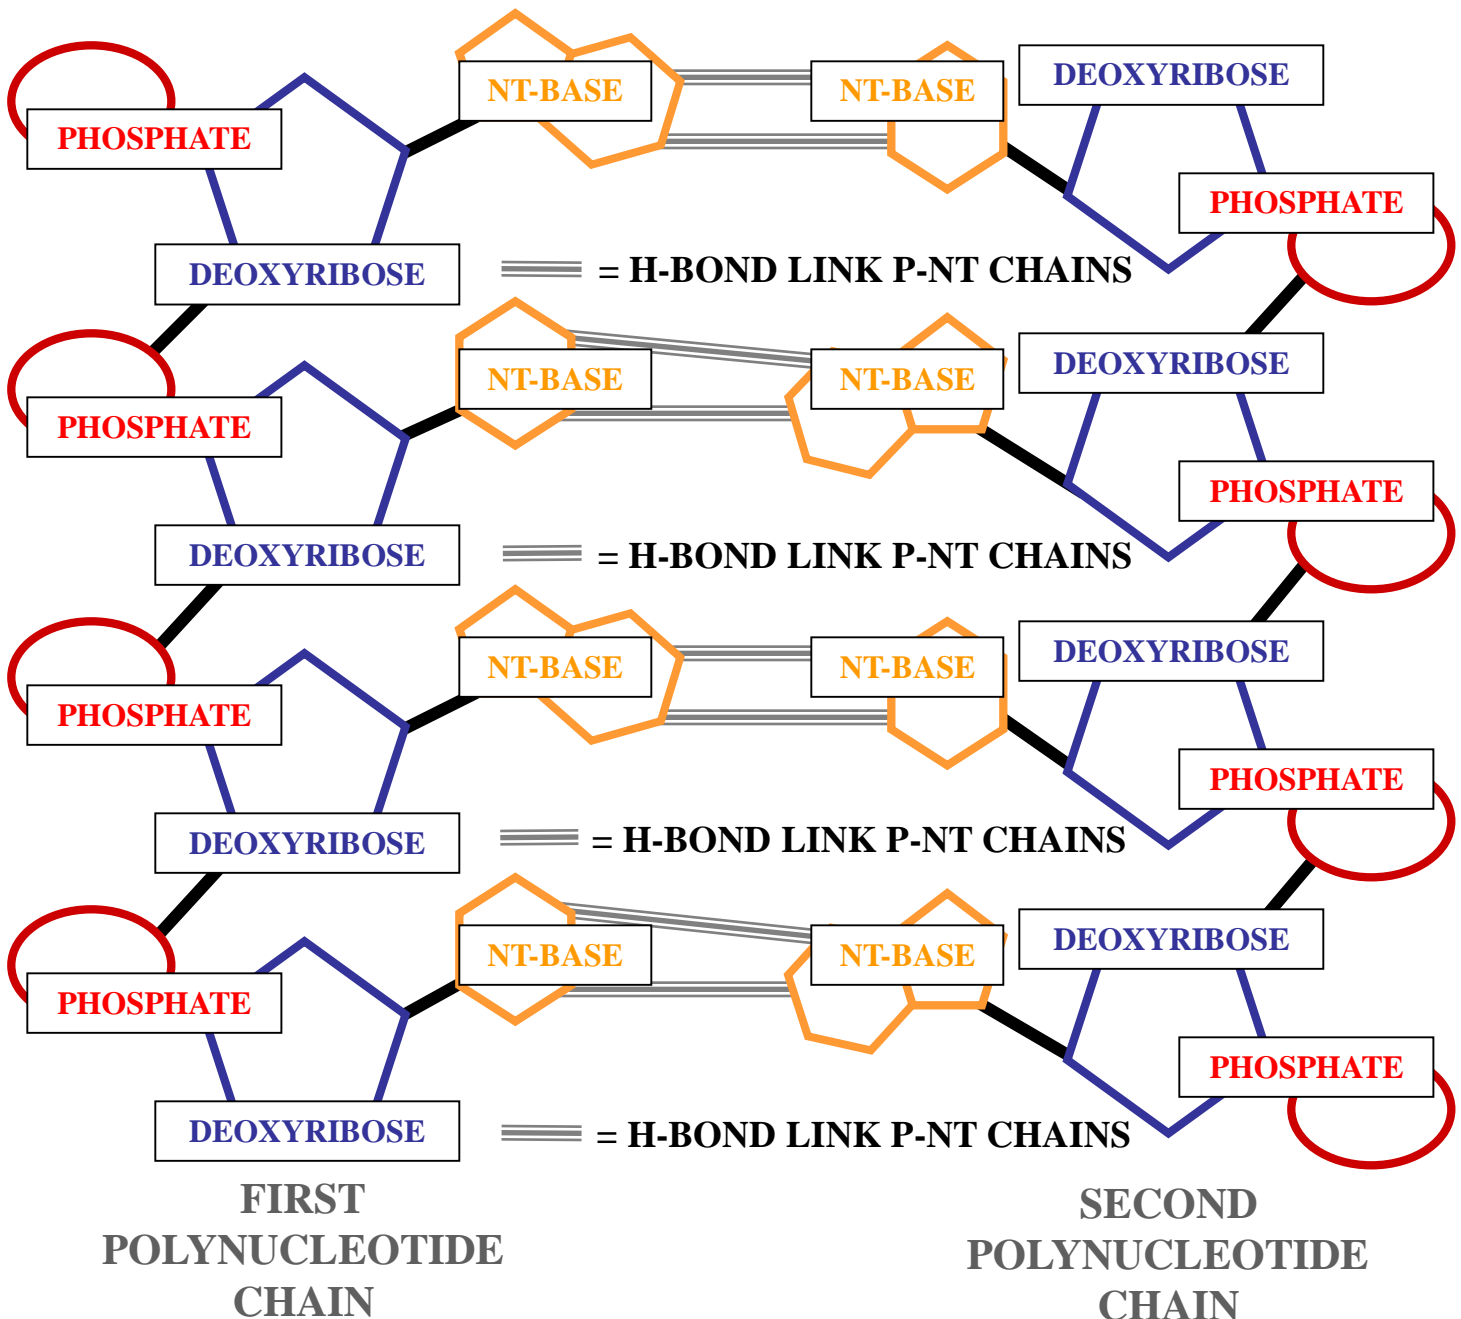 NT-BASE
NT-BASE
DEOXYRIBOSE
PHOSPHATE
PHOSPHATE
DEOXYRIBOSE
= H-BOND LINK P-NT CHAINS
NT-BASE
NT-BASE
DEOXYRIBOSE
PHOSPHATE
PHOSPHATE
DEOXYRIBOSE
= H-BOND LINK P-NT CHAINS
NT-BASE
NT-BASE
DEOXYRIBOSE
PHOSPHATE
PHOSPHATE
DEOXYRIBOSE
= H-BOND LINK P-NT CHAINS
NT-BASE
NT-BASE
DEOXYRIBOSE
PHOSPHATE
PHOSPHATE
DEOXYRIBOSE
= H-BOND LINK P-NT CHAINS
FIRST
POLYNUCLEOTIDE
CHAIN
SECOND
POLYNUCLEOTIDE
CHAIN